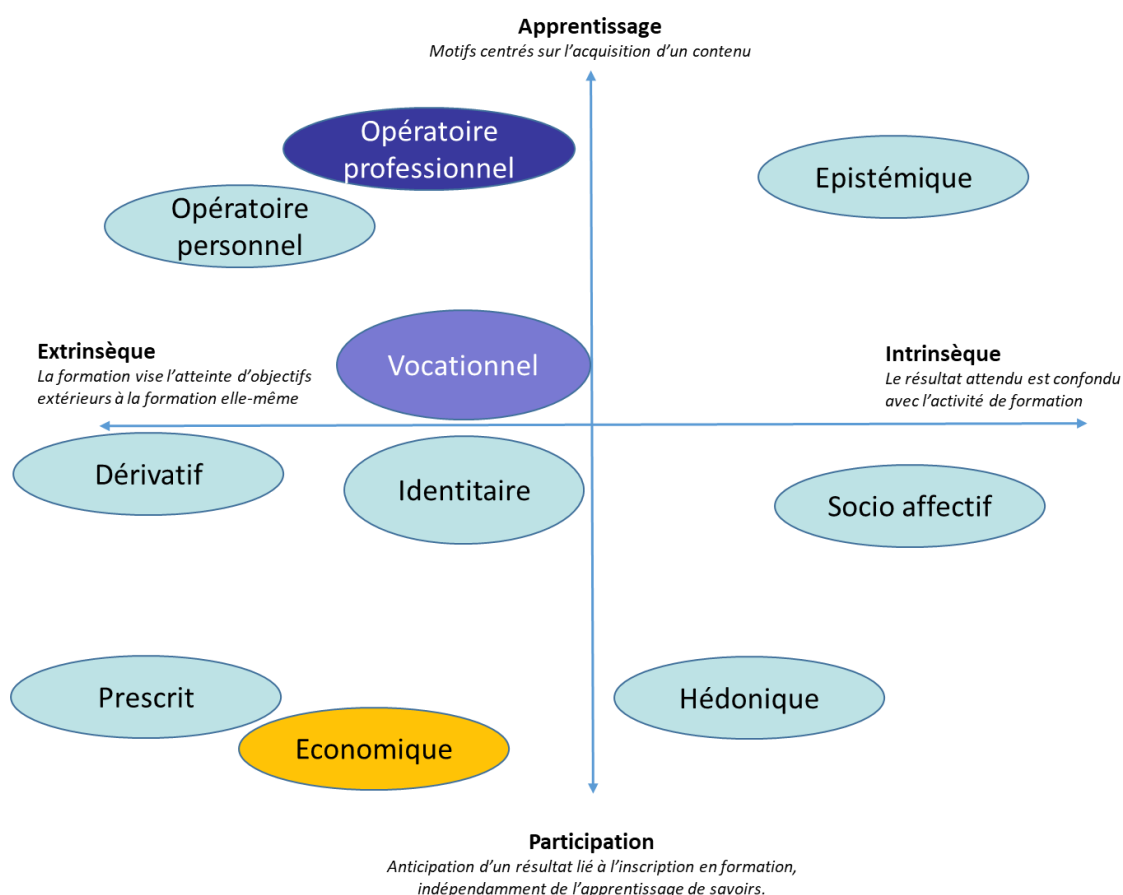 Apprentissage
Motifs centrés sur l'acquisition d'un contenu
Opératoire
professionnel
Epistémique
Opératoire
personnel
Extrinsèque
La formation vise l'atteinte d'objectifs
extérieurs à la formation elle-même
Vocationnel
Intrinsèque
Le résultat attendu est confondu
avec l'activité de formation
Dérivatif
Identitaire
Socio affectif
Prescrit
Economique
Hédonique
Participation
Anticipation d'un résultat lié à l'inscription en formation,
indépendamment de l'apprentissage de savoirs.